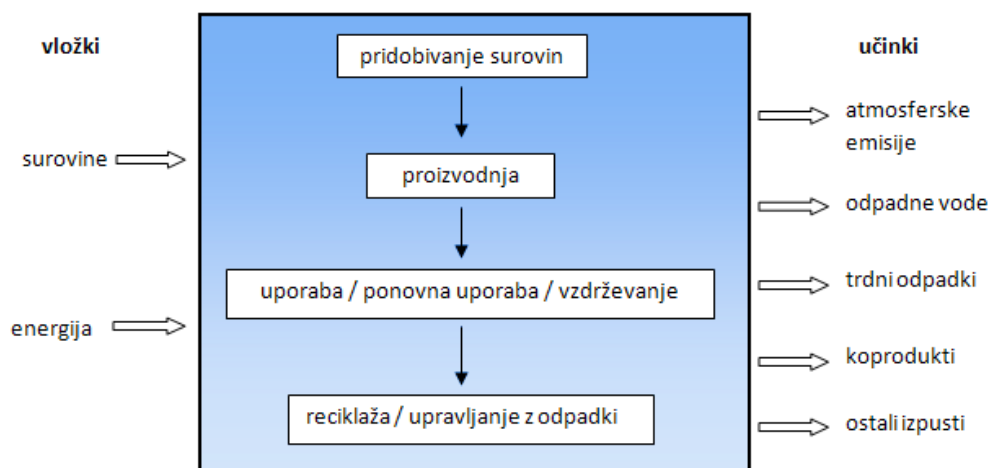 vložki
surovine
energija
pridobivanje surovin
proizvodnja
uporaba / ponovna uporaba / vzdrževanje
reciklaža / upravljanje z odpadki
učinki
atmosferske
emisije
odpadne vode
trdni odpadki
koprodukti
ostali izpusti